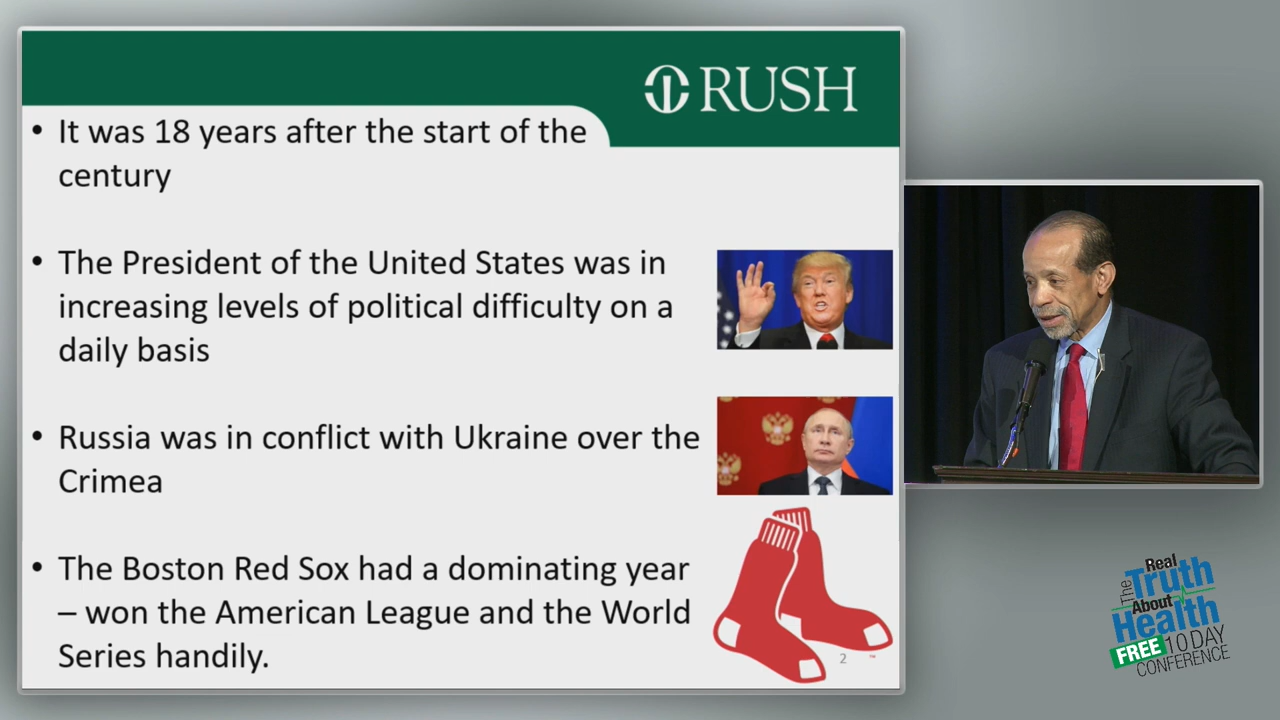 RUSH
• It was 18 years after the start of the
century
• The President of the United States was in
increasing levels of political difficulty on a
daily basis
• Russia was in conflict with Ukraine over the
Crimea
• The Boston Red Sox had a dominating year
– won the American League and the World
Series handily.
2
™
The Real
Truth
About
Health
FREE 10 DAY
CONFERENCE